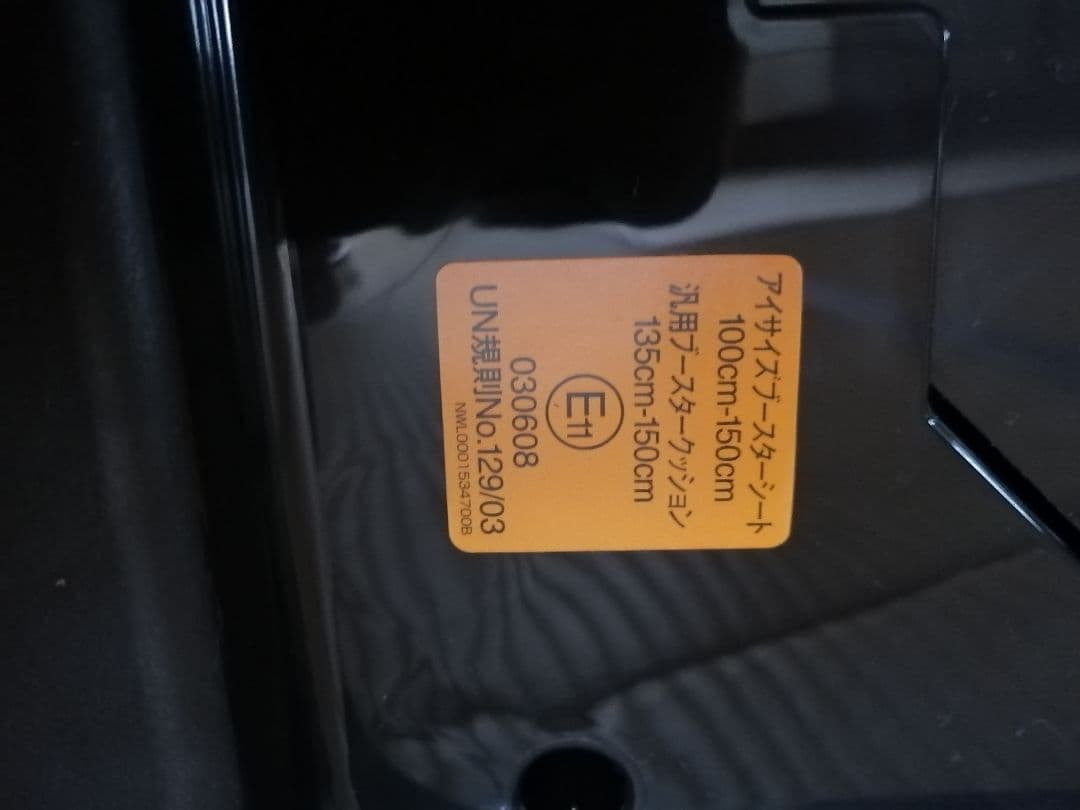 アイサイズブースターシート
100cm-150cm
汎用ブースタークッション
135cm-150cm
E11
030608
UN規則No.129/03
NWL0001534700B